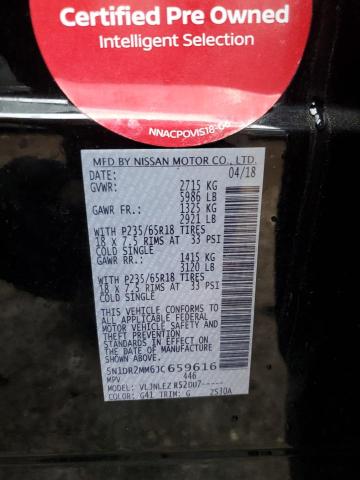 Certified Pre Owned
Intelligent Selection
NNACPOVIS18-66
MFD BY NISSAN MOTOR CO., LTD.
DATE: 04/18
GVWR: 2715 KG
5986 LB
GAWR FR.: 1325 KG
2921 LB
WITH P235/65R18 TIRES
18 x 7.5 RIMS AT 33 PSI
COLD SINGLE
GAWR RR.: 1415 KG
3120 LB
WITH P235/65R18 TIRES
18 x 7.5 RIMS AT 33 PSI
COLD SINGLE
THIS VEHICLE CONFORMS TO ALL
APPLICABLE U.S. FEDERAL
MOTOR VEHICLE SAFETY AND
THEFT PREVENTION
STANDARDS IN EFFECT ON THE
DATE OF MANUFACTURE
SHOWN ABOVE.
5N1DR2MM6JC659616
MPV 446
MODEL: VLJNLEZ R52UU7-----
COLOR: G41 TRIM: G 2530A